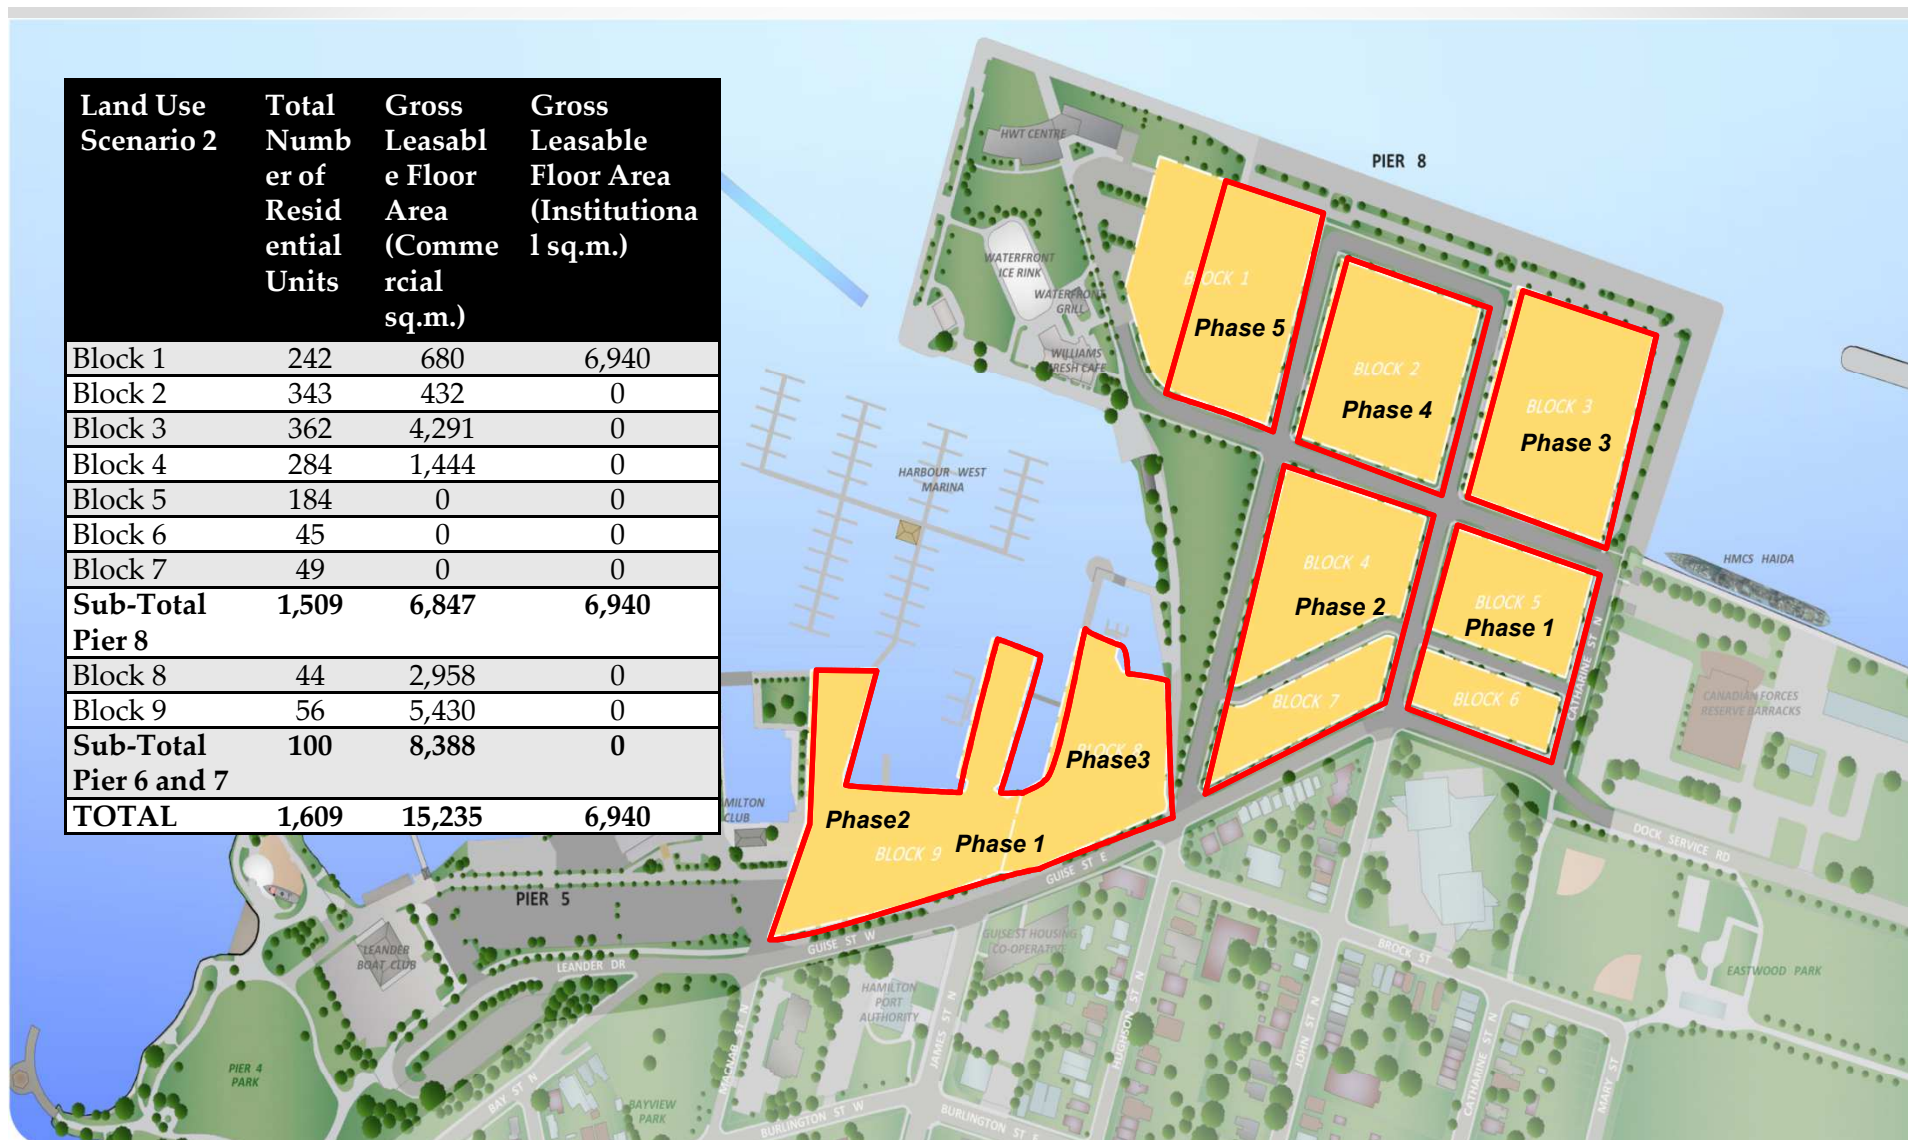 Land Use Scenario 2 | Total Numb er of Resid ential Units | Gross Leasabl e Floor Area (Comme rcial sq.m.) | Gross Leasable Floor Area (Institutiona l sq.m.)
Block 1 242 680 6,940
Block 2 343 432 0
Block 3 362 4,291 0
Block 4 284 1,444 0
Block 5 184 0 0
Block 6 45 0 0
Block 7 49 0 0
Sub-Total Pier 8 1,509 6,847 6,940
Block 8 44 2,958 0
Block 9 56 5,430 0
Sub-Total Pier 6 and 7 100 8,388 0
TOTAL 1,609 15,235 6,940
HWT CENTRE
PIER 8
WATERFRONT
ICE RINK
WATERFRONT
GRILL
WILLIAMS
FRESH CAFE
BLOCK 1
Phase 5
BLOCK 2
Phase 4
BLOCK 3
Phase 3
HARBOUR WEST
MARINA
BLOCK 4
Phase 2
BLOCK 5
Phase 1
BLOCK 7
BLOCK 6
HMCS HAIDA
CATHARINE ST N
CANADIAN FORCES
RESERVE BARRACKS
BLOCK 8
Phase3
Phase2
BLOCK 9
Phase 1
MILTON
CLUB
GUISE ST E
DOCK SERVICE RD
PIER 5
LEANDER
BOAT CLUB
LEANDER DR
GUISE ST W
GUISE ST HOUSING
CO-OPERATIVE
HAMILTON
PORT
AUTHORITY
BROCK ST
EASTWOOD PARK
PIER 4
PARK
BAY ST N
BAYVIEW
PARK
MACNAB ST N
JAMES ST N
HUGHSON ST N
JOHN ST N
CATHARINE ST N
MARY ST
BURLINGTON ST W
BURLINGTON ST E